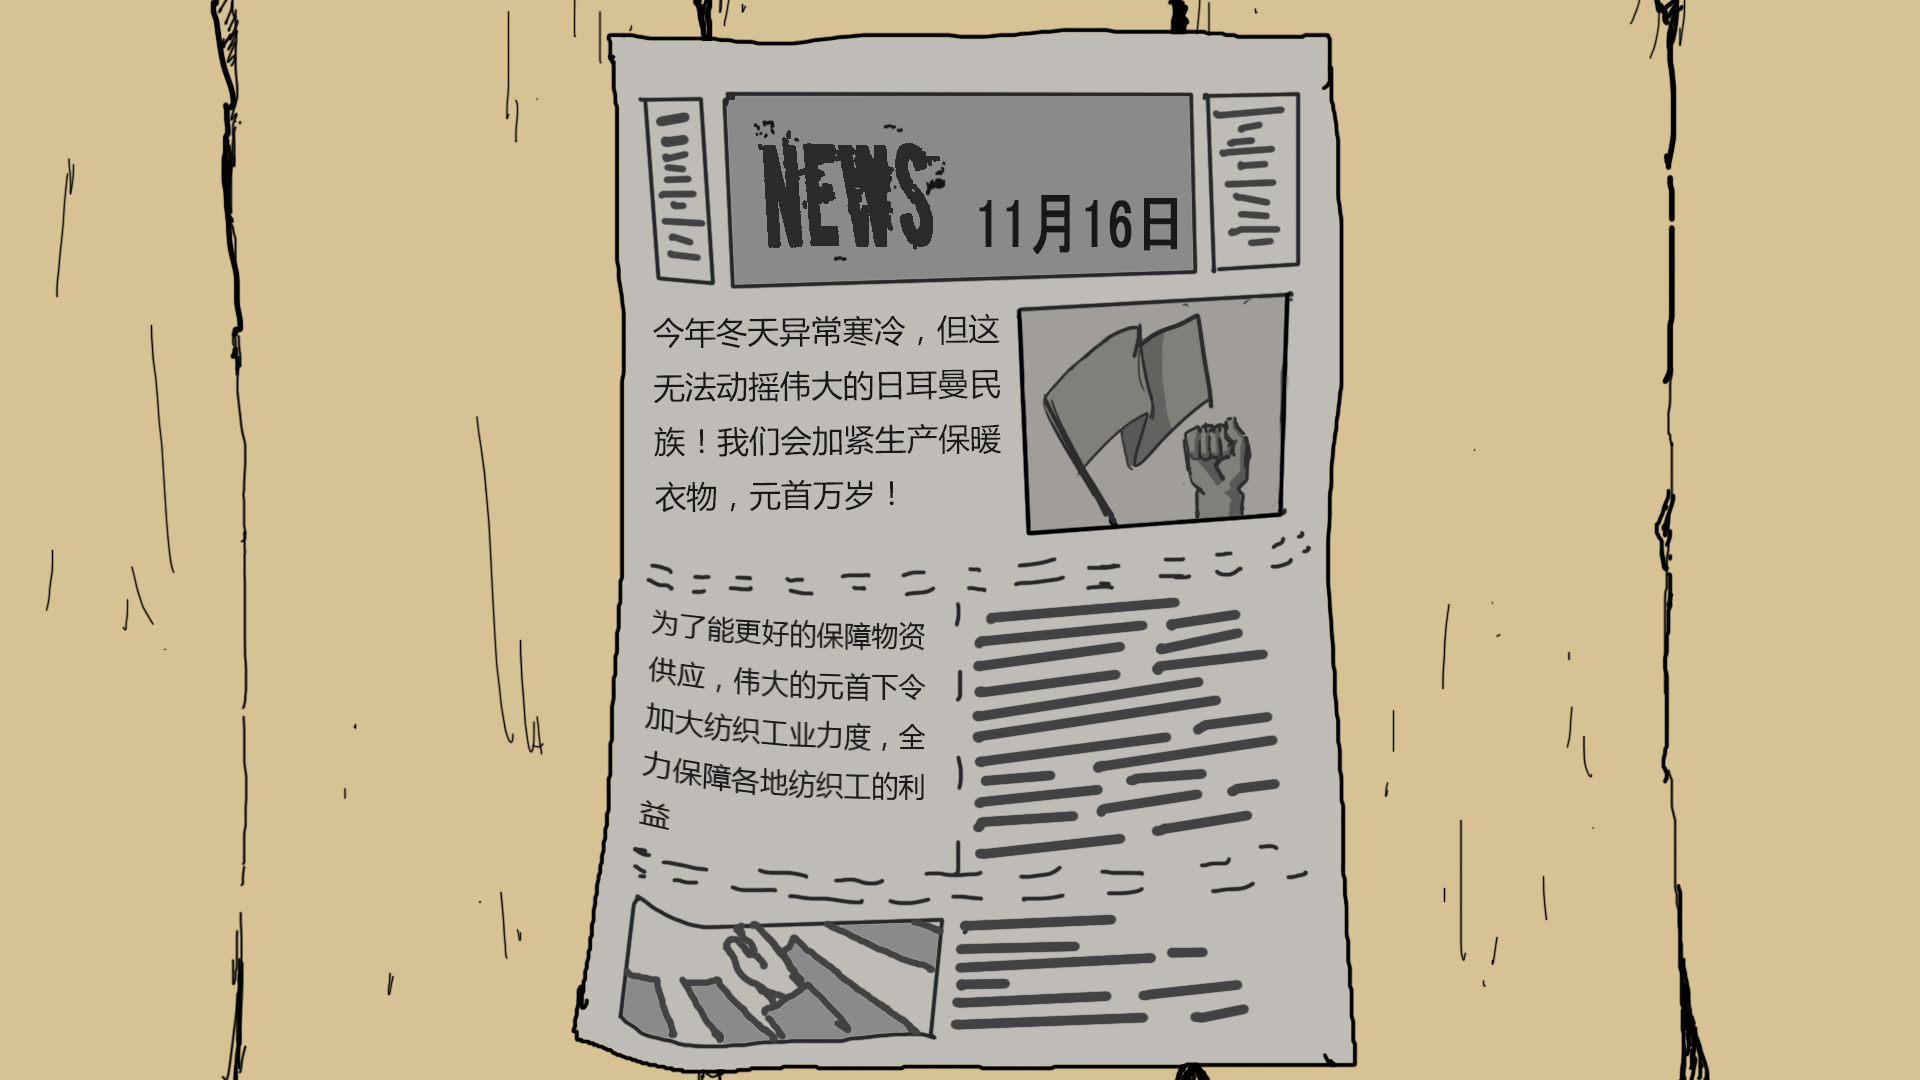 NEWS
11月16日
今年冬天异常寒冷，但这
无法动摇伟大的日耳曼民
族！我们会加紧生产保暖
衣物，元首万岁！
为了能更好的保障物资
供应，伟大的元首下令
加大纺织工业力度，全
力保障各地纺织工的利
益